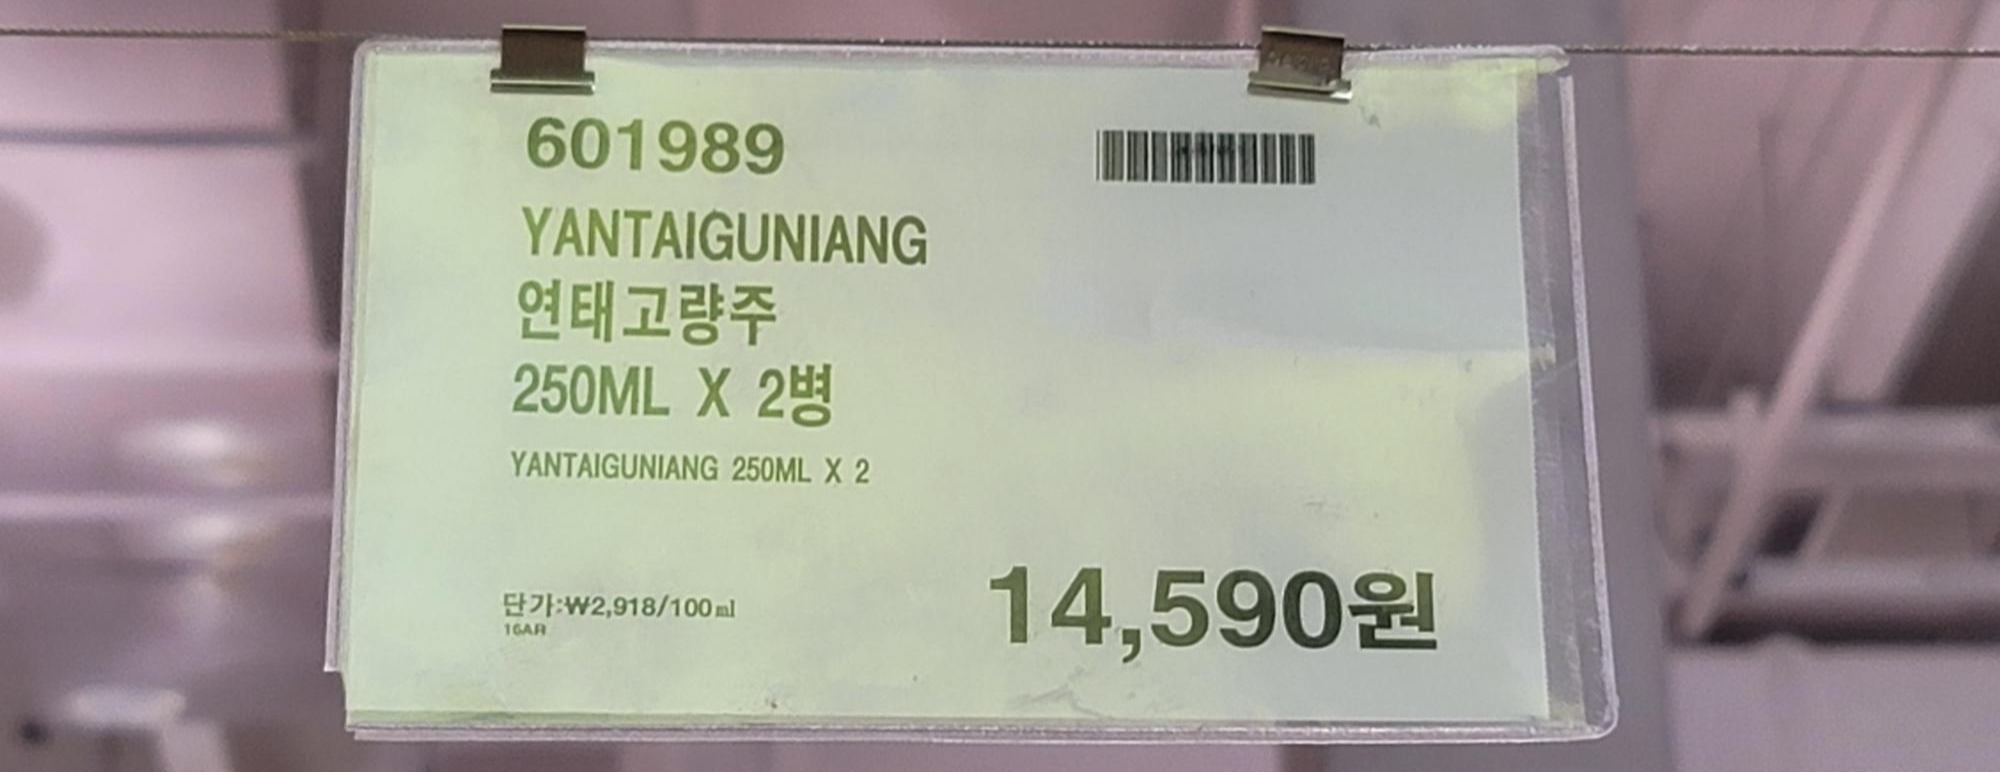 601989
YANTAIGUNIANG
연태고량주
250ML X 2병
YANTAIGUNIANG 250ML X 2
단가:₩2,918/100㎖
14,590원
16AR